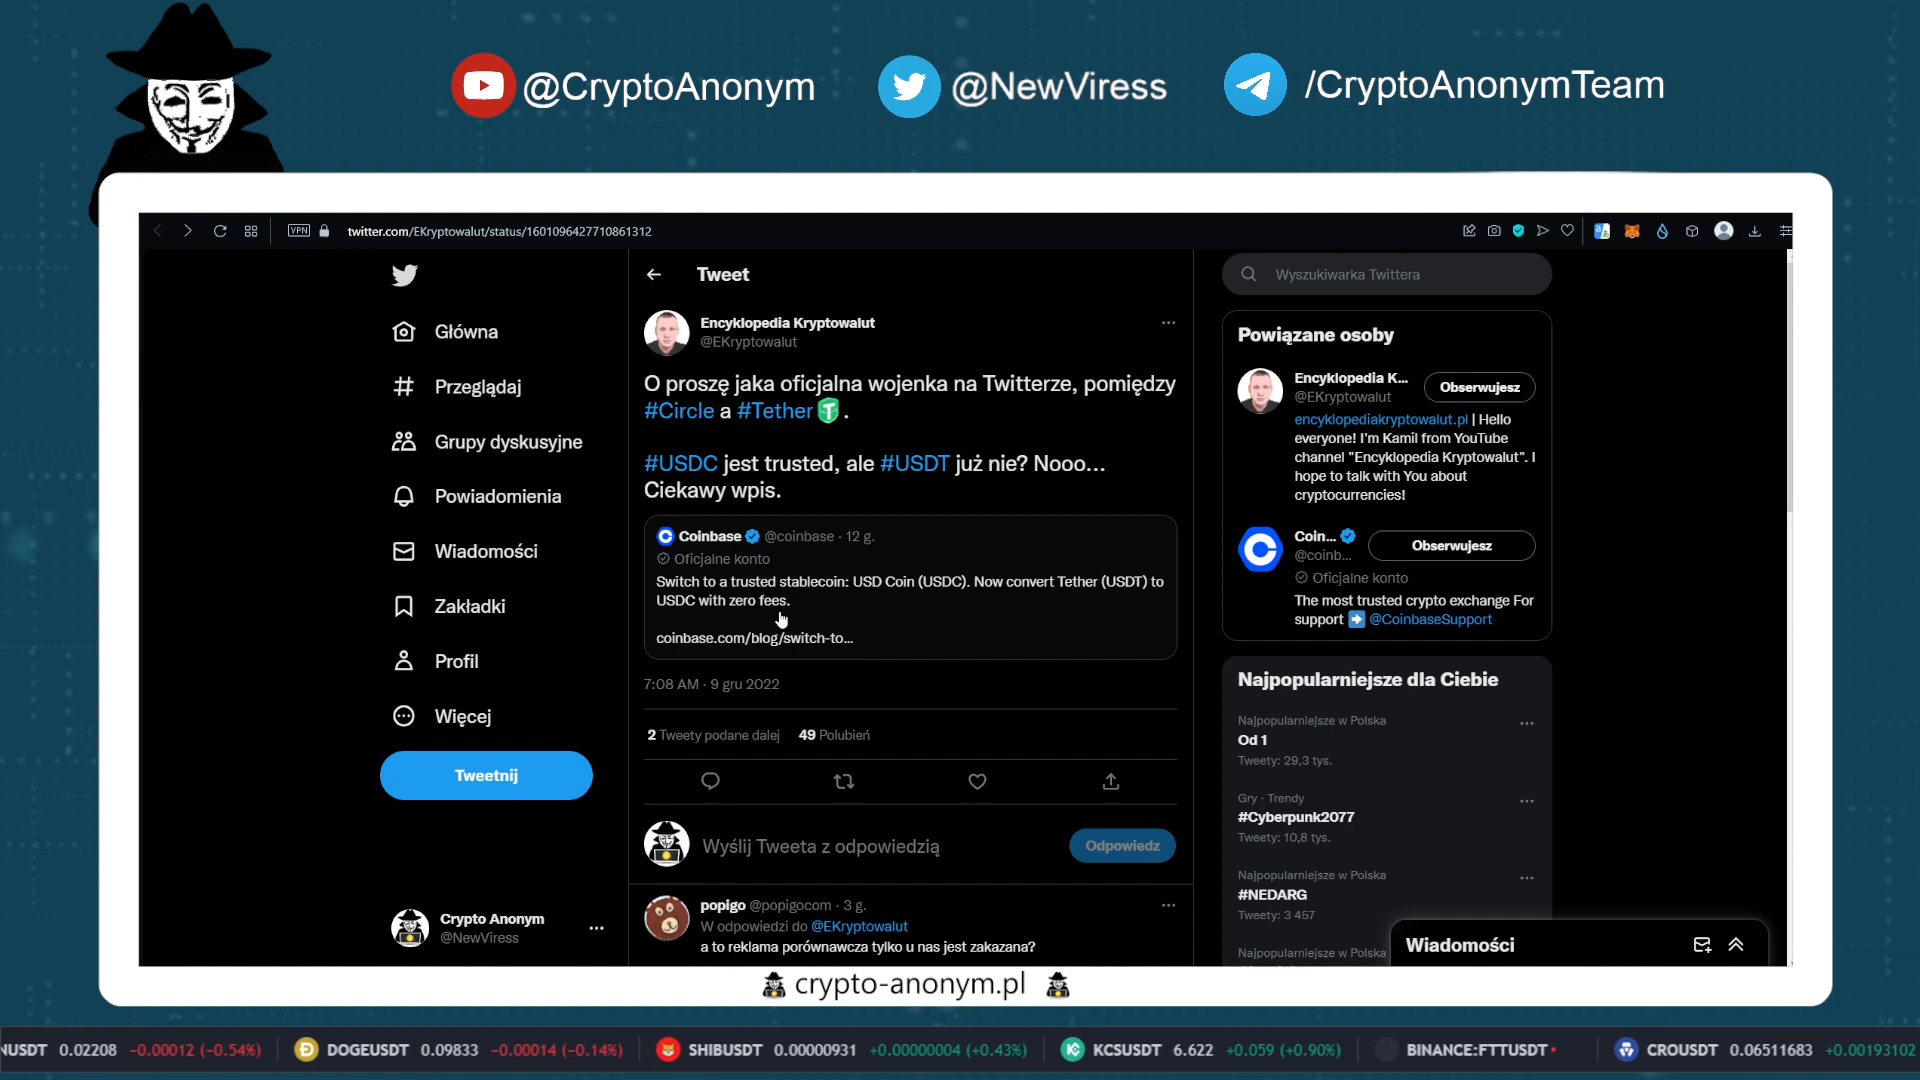 @CryptoAnonym
@NewViress
/CryptoAnonymTeam
VPN
twitter.com/EKryptowalut/status/1601096427710861312
Główna
Przeglądaj
Grupy dyskusyjne
Powiadomienia
Wiadomości
Zakładki
Profil
Więcej
Tweetnij
Crypto Anonym
@NewViress
Tweet
Encyklopedia Kryptowalut
@EKryptowalut
O proszę jaka oficjalna wojenka na Twitterze, pomiędzy
#Circle a #Tether .
#USDC jest trusted, ale #USDT już nie? Nooo...
Ciekawy wpis.
Coinbase @coinbase · 12 g.
Oficjalne konto
Switch to a trusted stablecoin: USD Coin (USDC). Now convert Tether (USDT) to
USDC with zero fees.
coinbase.com/blog/switch-to...
7:08 AM · 9 gru 2022
2 Tweety podane dalej 49 Polubień
Wyślij Tweeta z odpowiedzią
Odpowiedz
popigo @popigocom · 3 g.
W odpowiedzi do @EKryptowalut
a to reklama porównawcza tylko u nas jest zakazana?
Wyszukiwarka Twittera
Powiązane osoby
Encyklopedia K...
@EKryptowalut
Obserwujesz
encyklopediakryptowalut.pl | Hello
everyone! I'm Kamil from YouTube
channel "Encyklopedia Kryptowalut". I
hope to talk with You about
cryptocurrencies!
Coin...
@coinb...
Obserwujesz
Oficjalne konto
The most trusted crypto exchange For
support @CoinbaseSupport
Najpopularniejsze dla Ciebie
Najpopularniejsze w Polska
Od 1
Tweety: 29,3 tys.
Gry · Trendy
#Cyberpunk2077
Tweety: 10,8 tys.
Najpopularniejsze w Polska
#NEDARG
Tweety: 3 457
Najpopularniejsze w Polska
Wiadomości
crypto-anonym.pl
NUSDT 0.02208 −0.00012 (−0.54%)
DOGEUSDT 0.09833 −0.00014 (−0.14%)
SHIBUSDT 0.00000931 +0.00000004 (+0.43%)
KCSUSDT 6.622 +0.059 (+0.90%)
BINANCE:FTTUSDT
CROUSDT 0.06511683 +0.00193102